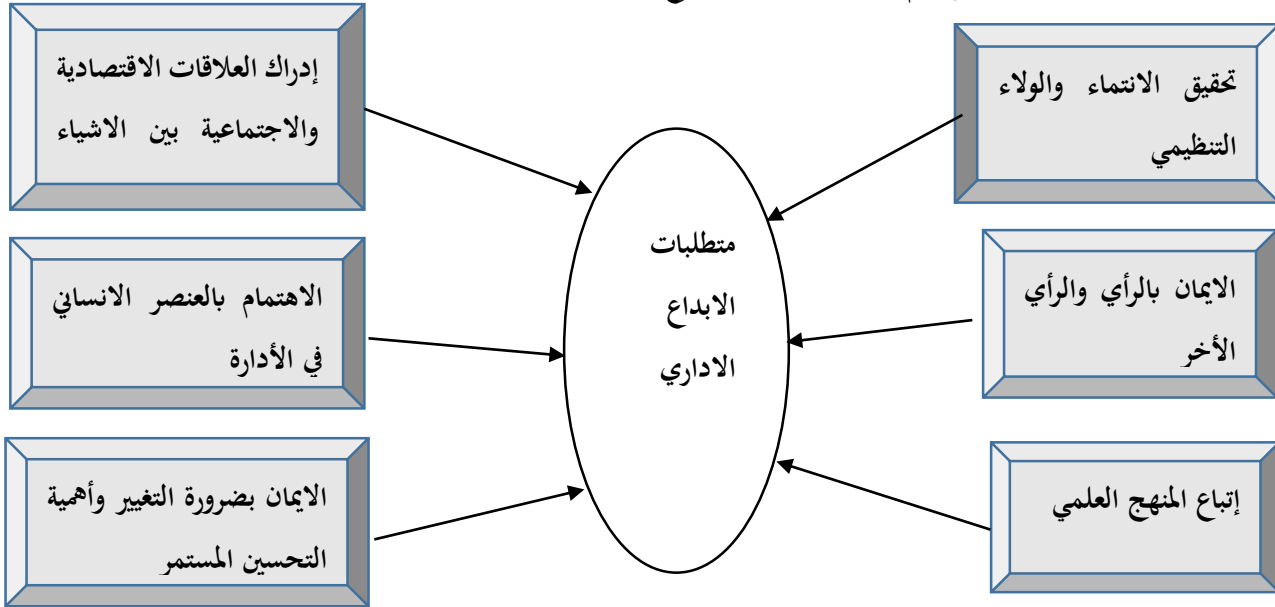 تحقيق الانتماء والولاء
التنظيمي
إدراك العلاقات الاقتصادية
والاجتماعية بين الاشياء
متطلبات
الابداع
الاداري
الايمان بالرأي والرأي
الأخر
الاهتمام بالعنصر الانساني
في الأدارة
إتباع المنهج العلمي
الايمان بضرورة التغيير وأهمية
التحسين المستمر